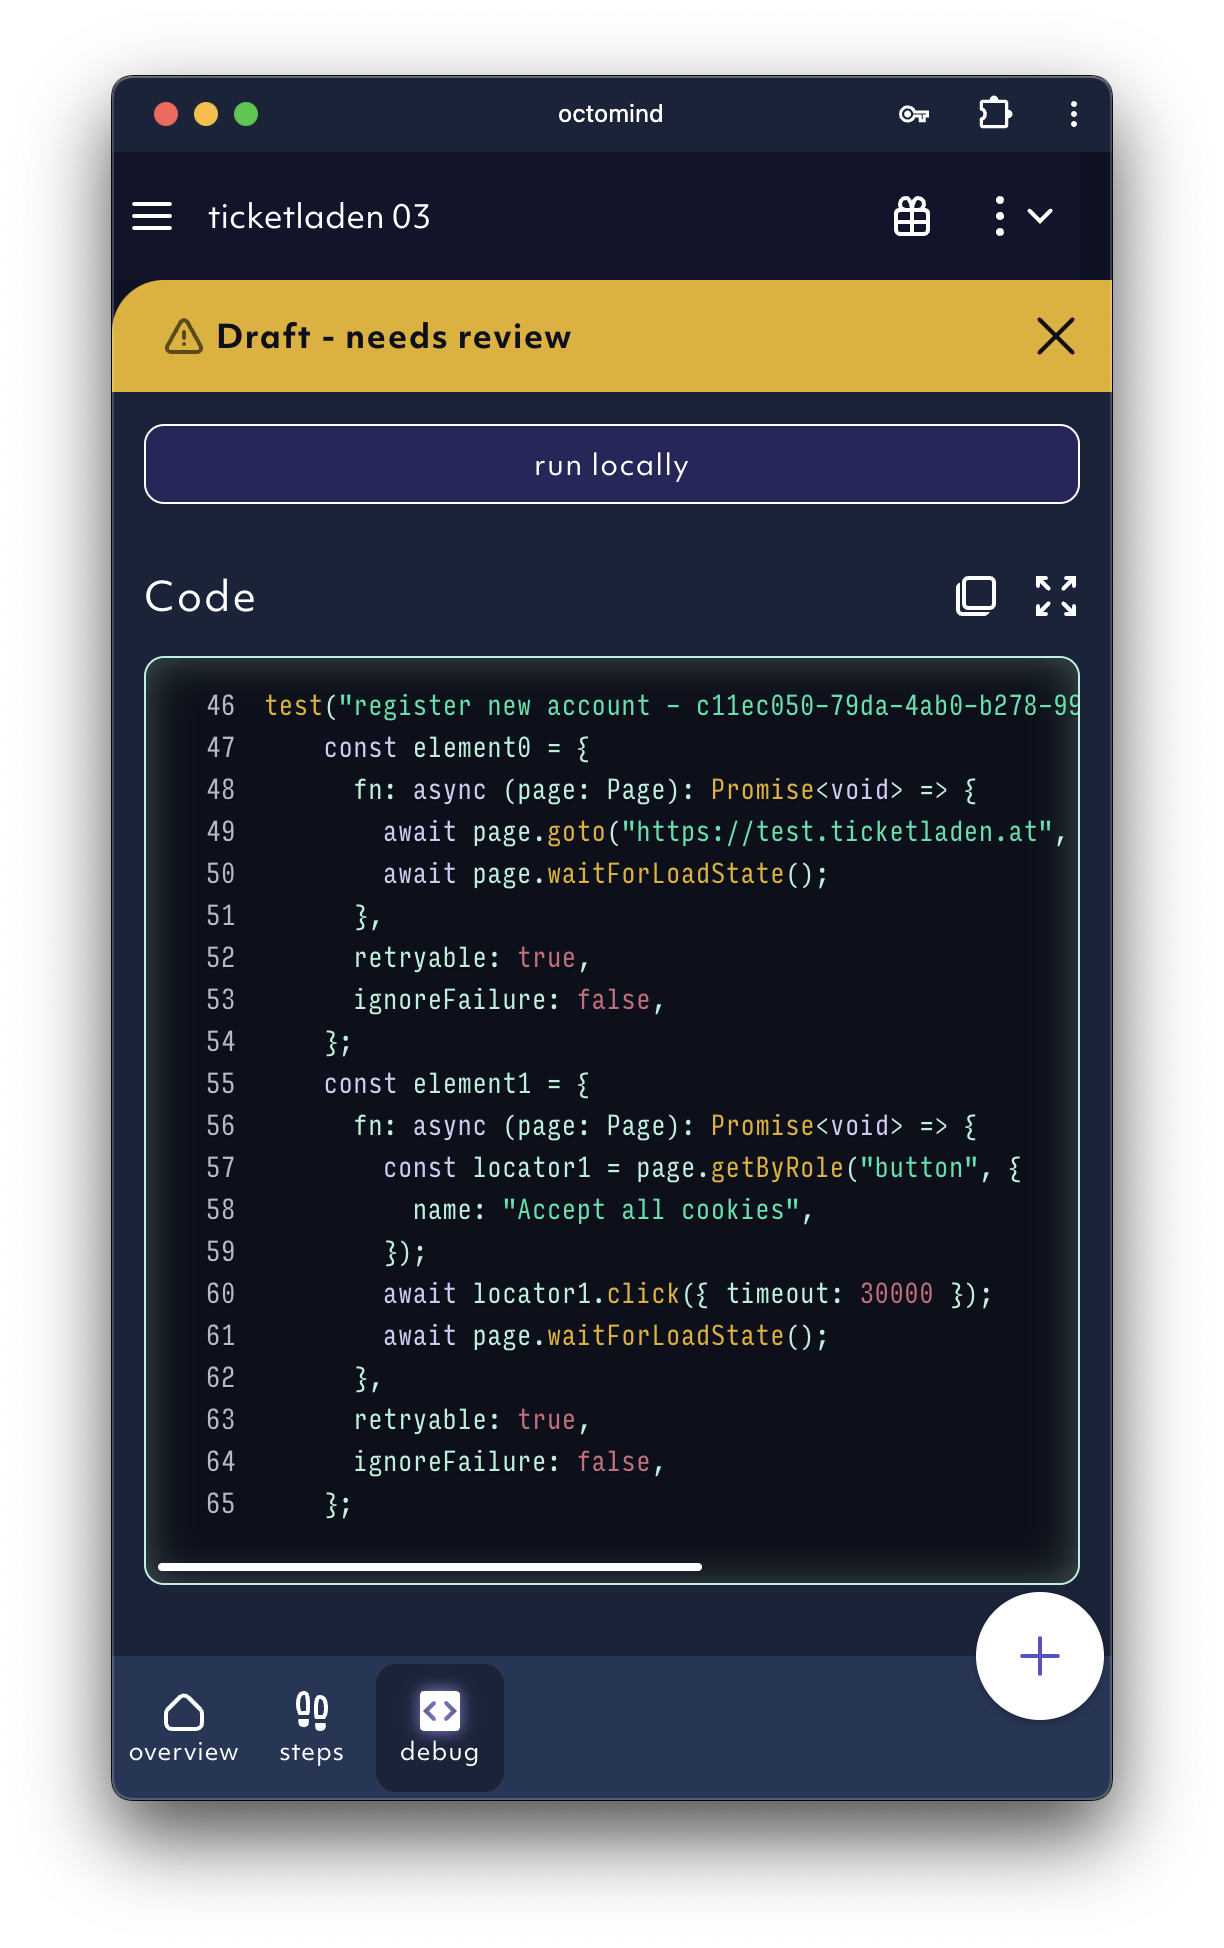 octomind
ticketladen 03
Draft - needs review
run locally
Code
46 test("register new account - c11ec050-79da-4ab0-b278-99
47 const element0 = {
48 fn: async (page: Page): Promise<void> => {
49 await page.goto("https://test.ticketladen.at",
50 await page.waitForLoadState();
51 },
52 retryable: true,
53 ignoreFailure: false,
54 };
55 const element1 = {
56 fn: async (page: Page): Promise<void> => {
57 const locator1 = page.getByRole("button", {
58 name: "Accept all cookies",
59 });
60 await locator1.click({ timeout: 30000 });
61 await page.waitForLoadState();
62 },
63 retryable: true,
64 ignoreFailure: false,
65 };
overview steps debug